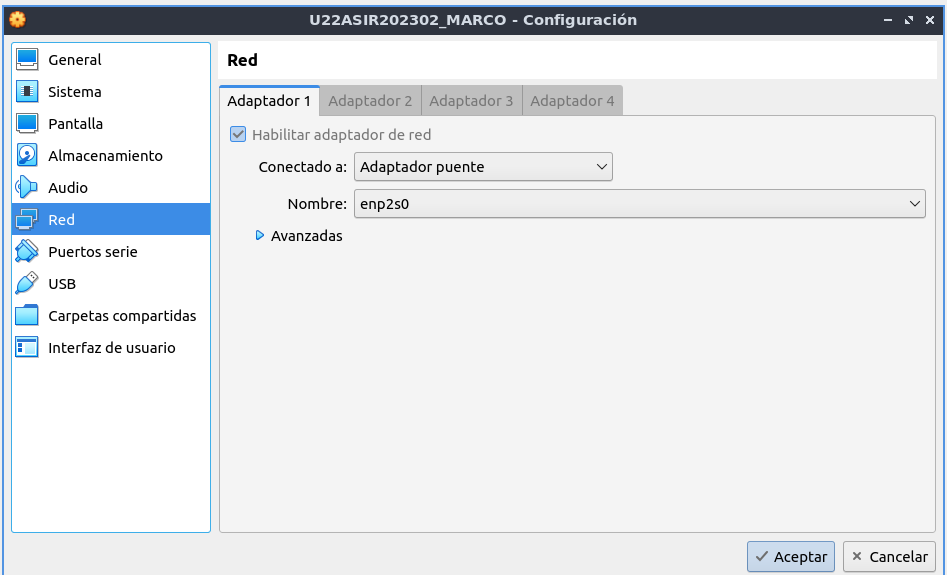 U22ASIR202302_MARCO - Configuración
General
Sistema
Pantalla
Almacenamiento
Audio
Red
Puertos serie
USB
Carpetas compartidas
Interfaz de usuario
Red
Adaptador 1 Adaptador 2 Adaptador 3 Adaptador 4
Habilitar adaptador de red
Conectado a: Adaptador puente
Nombre: enp2s0
Avanzadas
Aceptar Cancelar